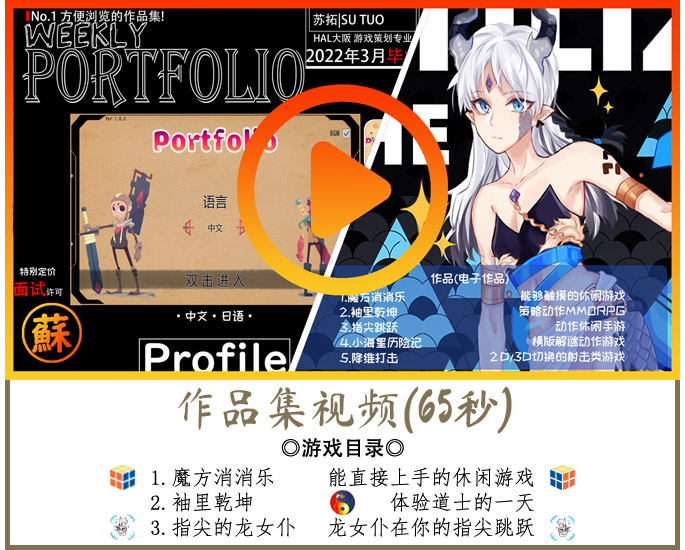 No.1 方便浏览的作品集!
WEEKLY
PORTFOLIO
苏拓|SU TUO
HAL大阪 游戏策划专业
2022年3月毕
Ver 1.0.6
BGM
Portfolio
语言
中文
双击进入
特别定价
面试许可
・中文・日语・
蘇
Profile
作品(电子作品)
1.魔方消消乐 能够触摸的休闲游戏
2.袖里乾坤 策略动作MMORPG
3.指尖跳跃 动作休闲手游
4.小海星历险记 横版解谜动作游戏
5.降维打击 2D/3D切换的射击类游戏
作品集视频(65秒)
◎游戏目录◎
1.魔方消消乐 能直接上手的休闲游戏
2.袖里乾坤 体验道士的一天
3.指尖的龙女仆 龙女仆在你的指尖跳跃